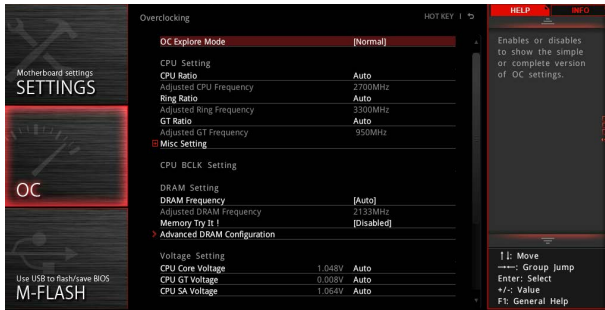 Overclocking
HOT KEY |
HELP
INFO
Motherboard settings
SETTINGS
OC
Use USB to flash/save BIOS
M-FLASH
OC Explore Mode [Normal]
CPU Setting
CPU Ratio Auto
Adjusted CPU Frequency 2700MHz
Ring Ratio Auto
Adjusted Ring Frequency 3300MHz
GT Ratio Auto
Adjusted GT Frequency 950MHz
Misc Setting
CPU BCLK Setting
DRAM Setting
DRAM Frequency [Auto]
Adjusted DRAM Frequency 2133MHz
Memory Try It ! [Disabled]
Advanced DRAM Configuration
Voltage Setting
CPU Core Voltage 1.048V Auto
CPU GT Voltage 0.008V Auto
CPU SA Voltage 1.064V Auto
Enables or disables
to show the simple
or complete version
of OC settings.
↑↓: Move
→←: Group Jump
Enter: Select
+/-: Value
F1: General Help